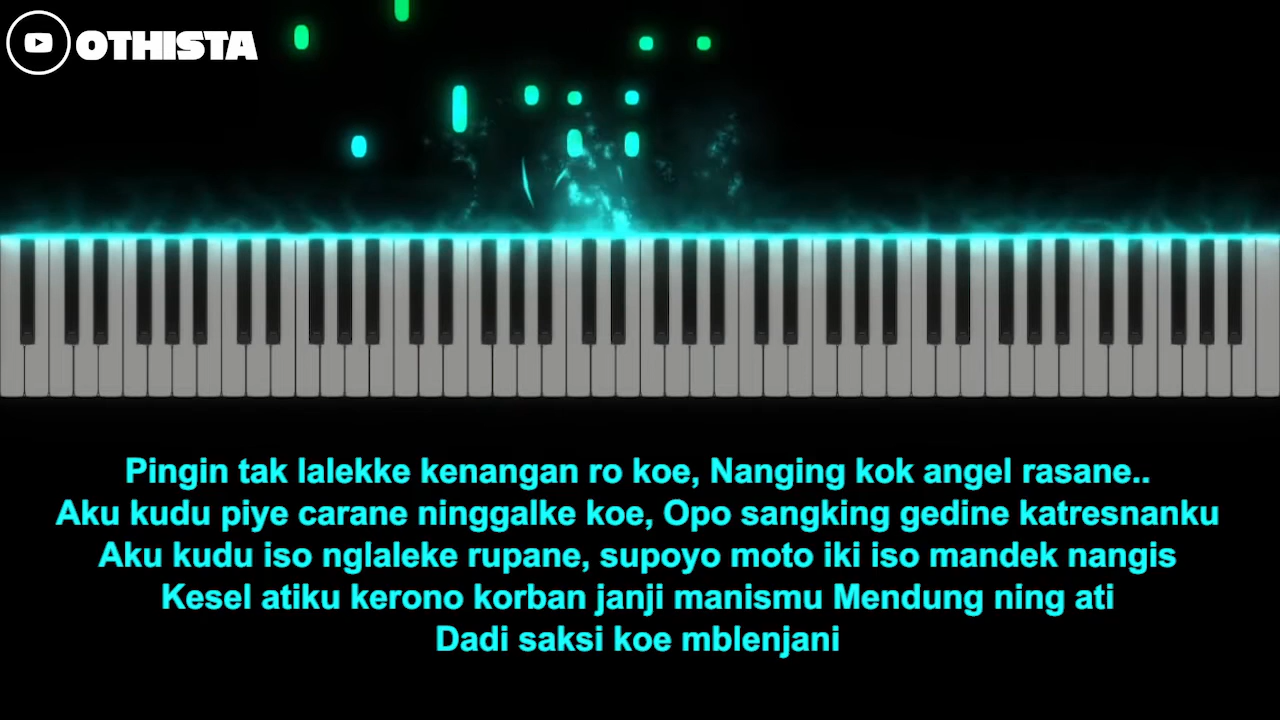 OTHISTA
Pingin tak lalekke kenangan ro koe, Nanging kok angel rasane..
Aku kudu piye carane ninggalke koe, Opo sangking gedine katresnanku
Aku kudu iso nglaleke rupane, supoyo moto iki iso mandek nangis
Kesel atiku kerono korban janji manismu Mendung ning ati
Dadi saksi koe mblenjani